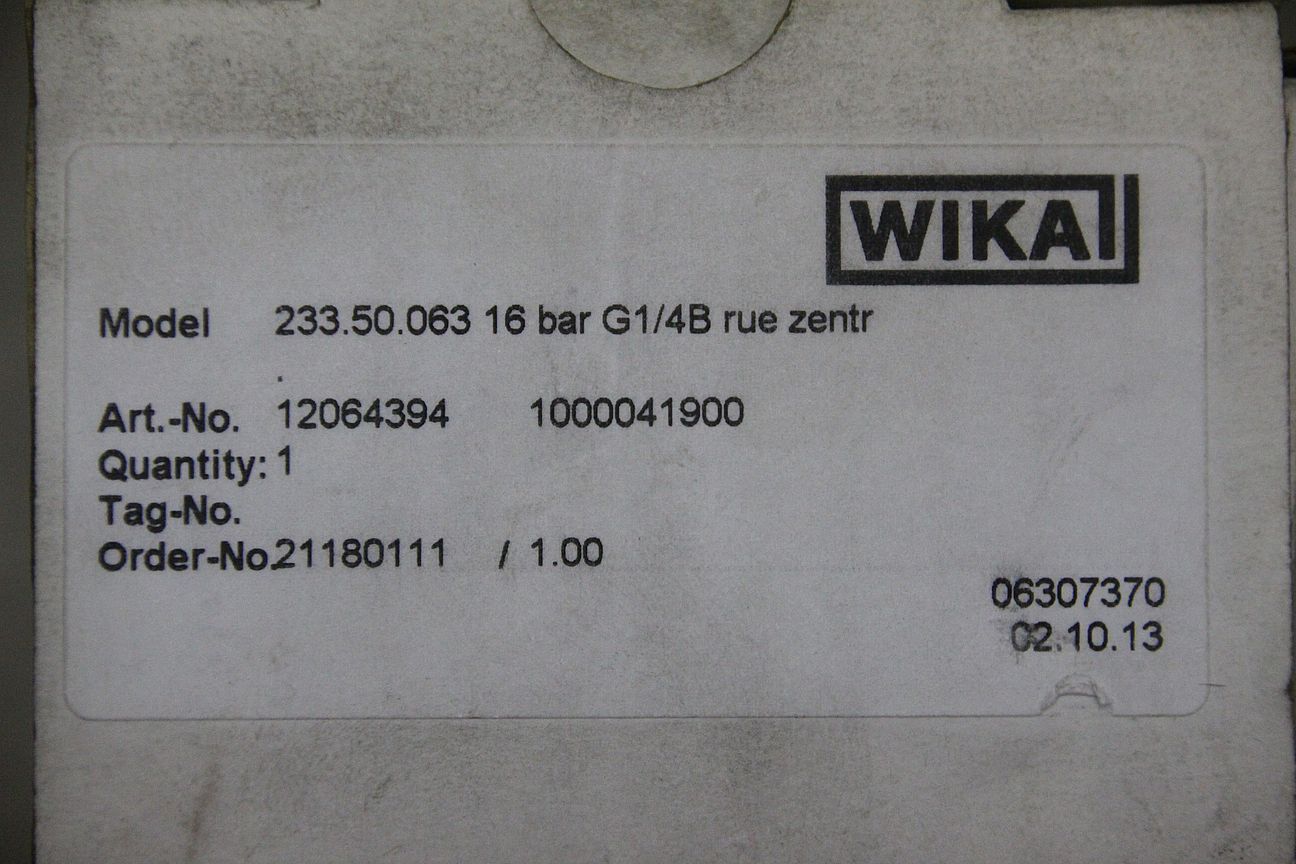 WIKA
Model 233.50.063 16 bar G1/4B rue zentr
Art.-No. 12064394 1000041900
Quantity: 1
Tag-No.
Order-No. 21180111 / 1.00
06307370
02.10.13